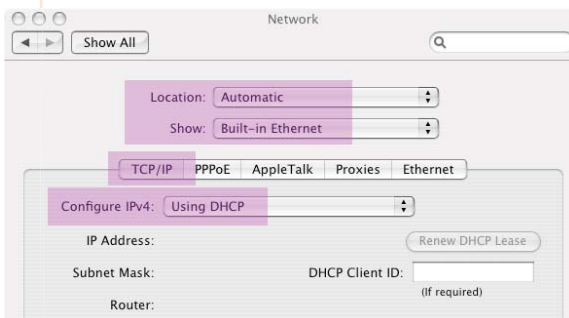 Network
Show All
Location: Automatic
Show: Built-in Ethernet
TCP/IP PPPoE AppleTalk Proxies Ethernet
Configure IPv4: Using DHCP
IP Address: Renew DHCP Lease
Subnet Mask: DHCP Client ID:
(If required)
Router: